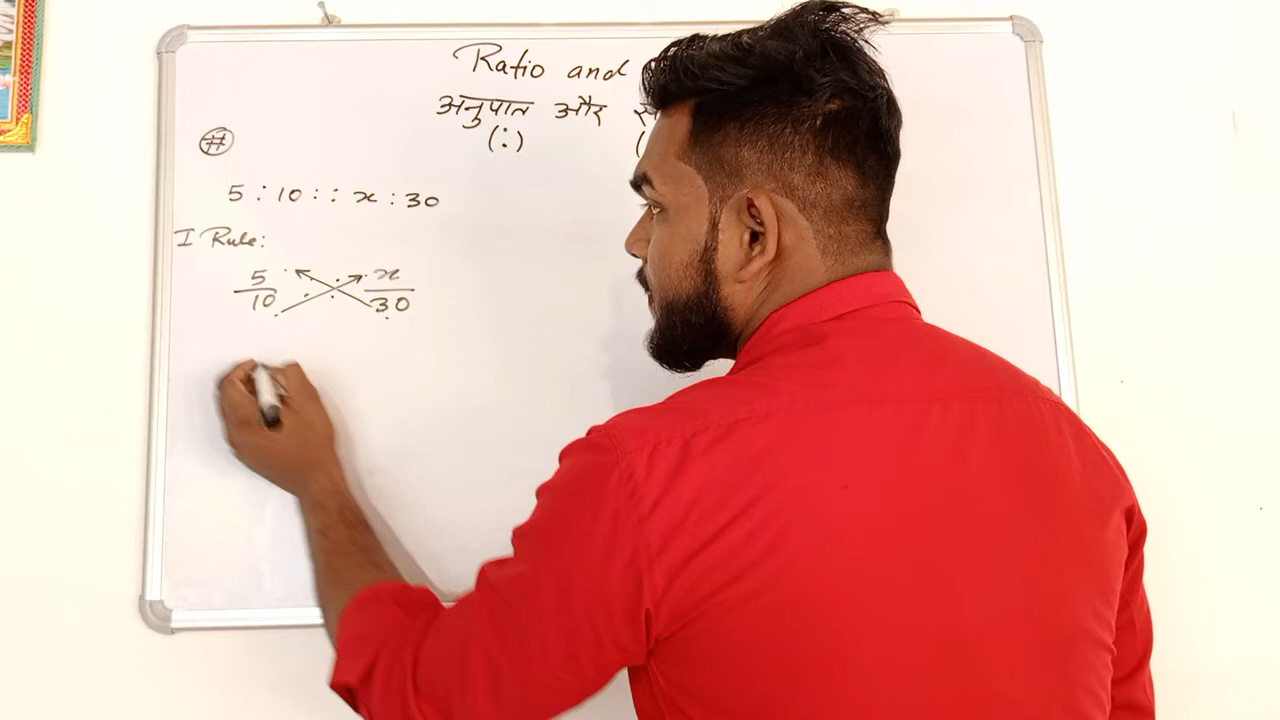 Ratio and
अनुपात और
(:)
#
5 : 10 :: x : 30
I Rule:
5 x
10 30